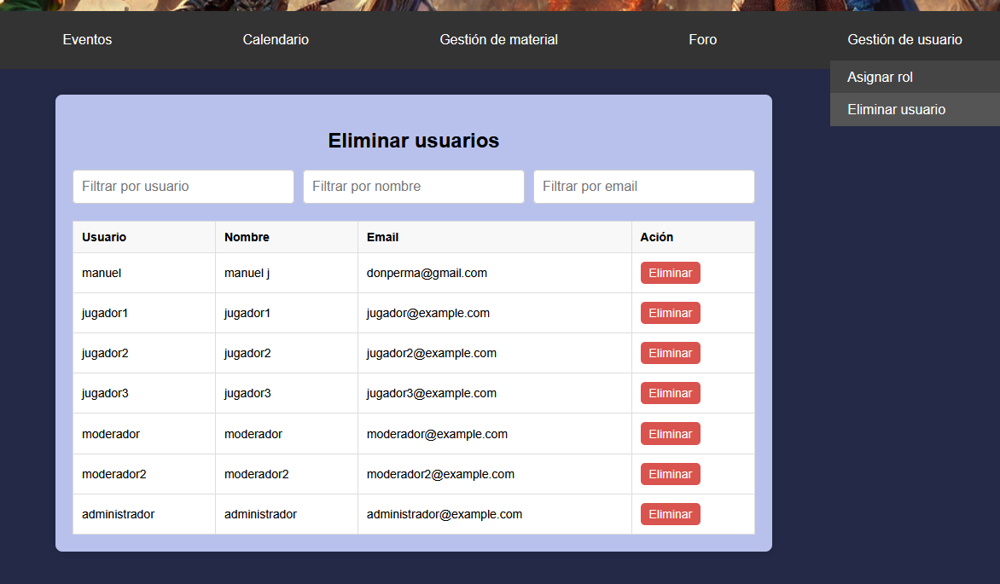 Eventos Calendario Gestión de material Foro Gestión de usuario
Asignar rol
Eliminar usuario
Eliminar usuarios
Filtrar por usuario Filtrar por nombre Filtrar por email
Usuario Nombre Email Ación
manuel manuel j donperma@gmail.com Eliminar
jugador1 jugador1 jugador@example.com Eliminar
jugador2 jugador2 jugador2@example.com Eliminar
jugador3 jugador3 jugador3@example.com Eliminar
moderador moderador moderador@example.com Eliminar
moderador2 moderador2 moderador2@example.com Eliminar
administrador administrador administrador@example.com Eliminar